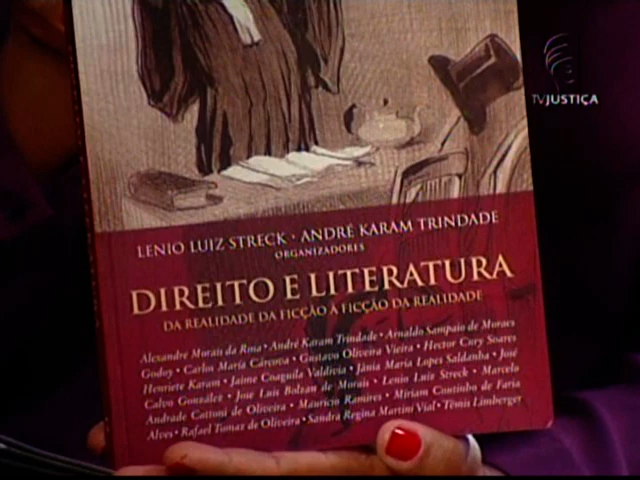 TVJUSTIÇA
LENIO LUIZ STRECK • ANDRÉ KARAM TRINDADE
ORGANIZADORES
DIREITO E LITERATURA
DA REALIDADE DA FICÇÃO À FICÇÃO DA REALIDADE
Alexandre Morais da Rosa • André Karam Trindade • Arnaldo Sampaio de Moraes
Godoy • Carlos María Cárcova • Gustavo Oliveira Vieira • Hector Cury Soares
Henriete Karam • Jaime Coaguila Valdivia • Jânia Maria Lopes Saldanha • José
Calvo González • Jose Luis Bolzan de Morais • Lenio Luiz Streck • Marcelo
Andrade Cattoni de Oliveira • Maurício Ramires • Miriam Coutinho de Faria
Alves • Rafael Tomaz de Oliveira • Sandra Regina Martini Vial • Têmis Limberger